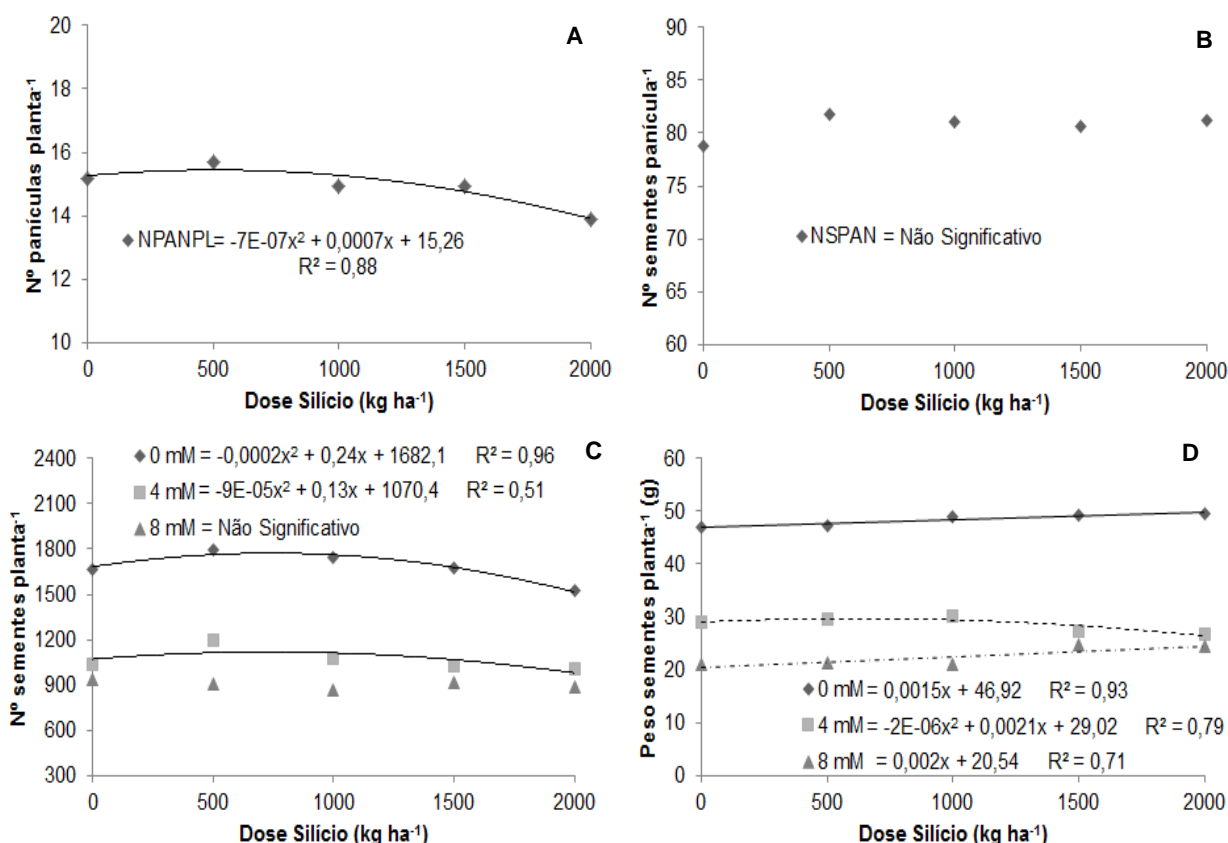 A
Nº panículas planta⁻¹
20
18
16
14
12
10
NPANPL= -7E-07x² + 0,0007x + 15,26
R² = 0,88
0 500 1000 1500 2000
Dose Silício (kg ha⁻¹)
B
Nº sementes panícula⁻¹
90
85
80
75
70
65
60
NSPAN = Não Significativo
0 500 1000 1500 2000
Dose Silício (kg ha⁻¹)
C
0 mM = -0,0002x² + 0,24x + 1682,1 R² = 0,96
4 mM = -9E-05x² + 0,13x + 1070,4 R² = 0,51
8 mM = Não Significativo
Nº sementes planta⁻¹
2400
2100
1800
1500
1200
900
600
300
0 500 1000 1500 2000
Dose Silício (kg ha⁻¹)
D
Peso sementes planta⁻¹ (g)
60
50
40
30
20
10
0
0 mM = 0,0015x + 46,92 R² = 0,93
4 mM = -2E-06x² + 0,0021x + 29,02 R² = 0,79
8 mM = 0,002x + 20,54 R² = 0,71
0 500 1000 1500 2000
Dose Silício (kg ha⁻¹)